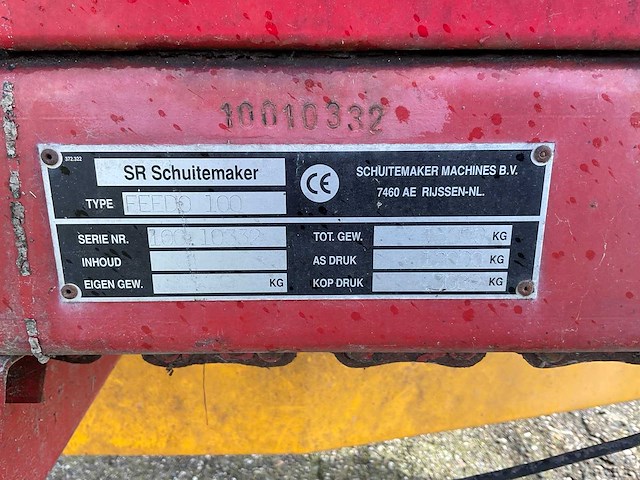 10010332
372.322
SR Schuitemaker
SCHUITEMAKER MACHINES B.V.
7460 AE RIJSSEN-NL.
CE
TYPE FEEDO 100
SERIE NR.
TOT. GEW. KG
INHOUD
AS DRUK KG
EIGEN GEW. KG
KOP DRUK KG